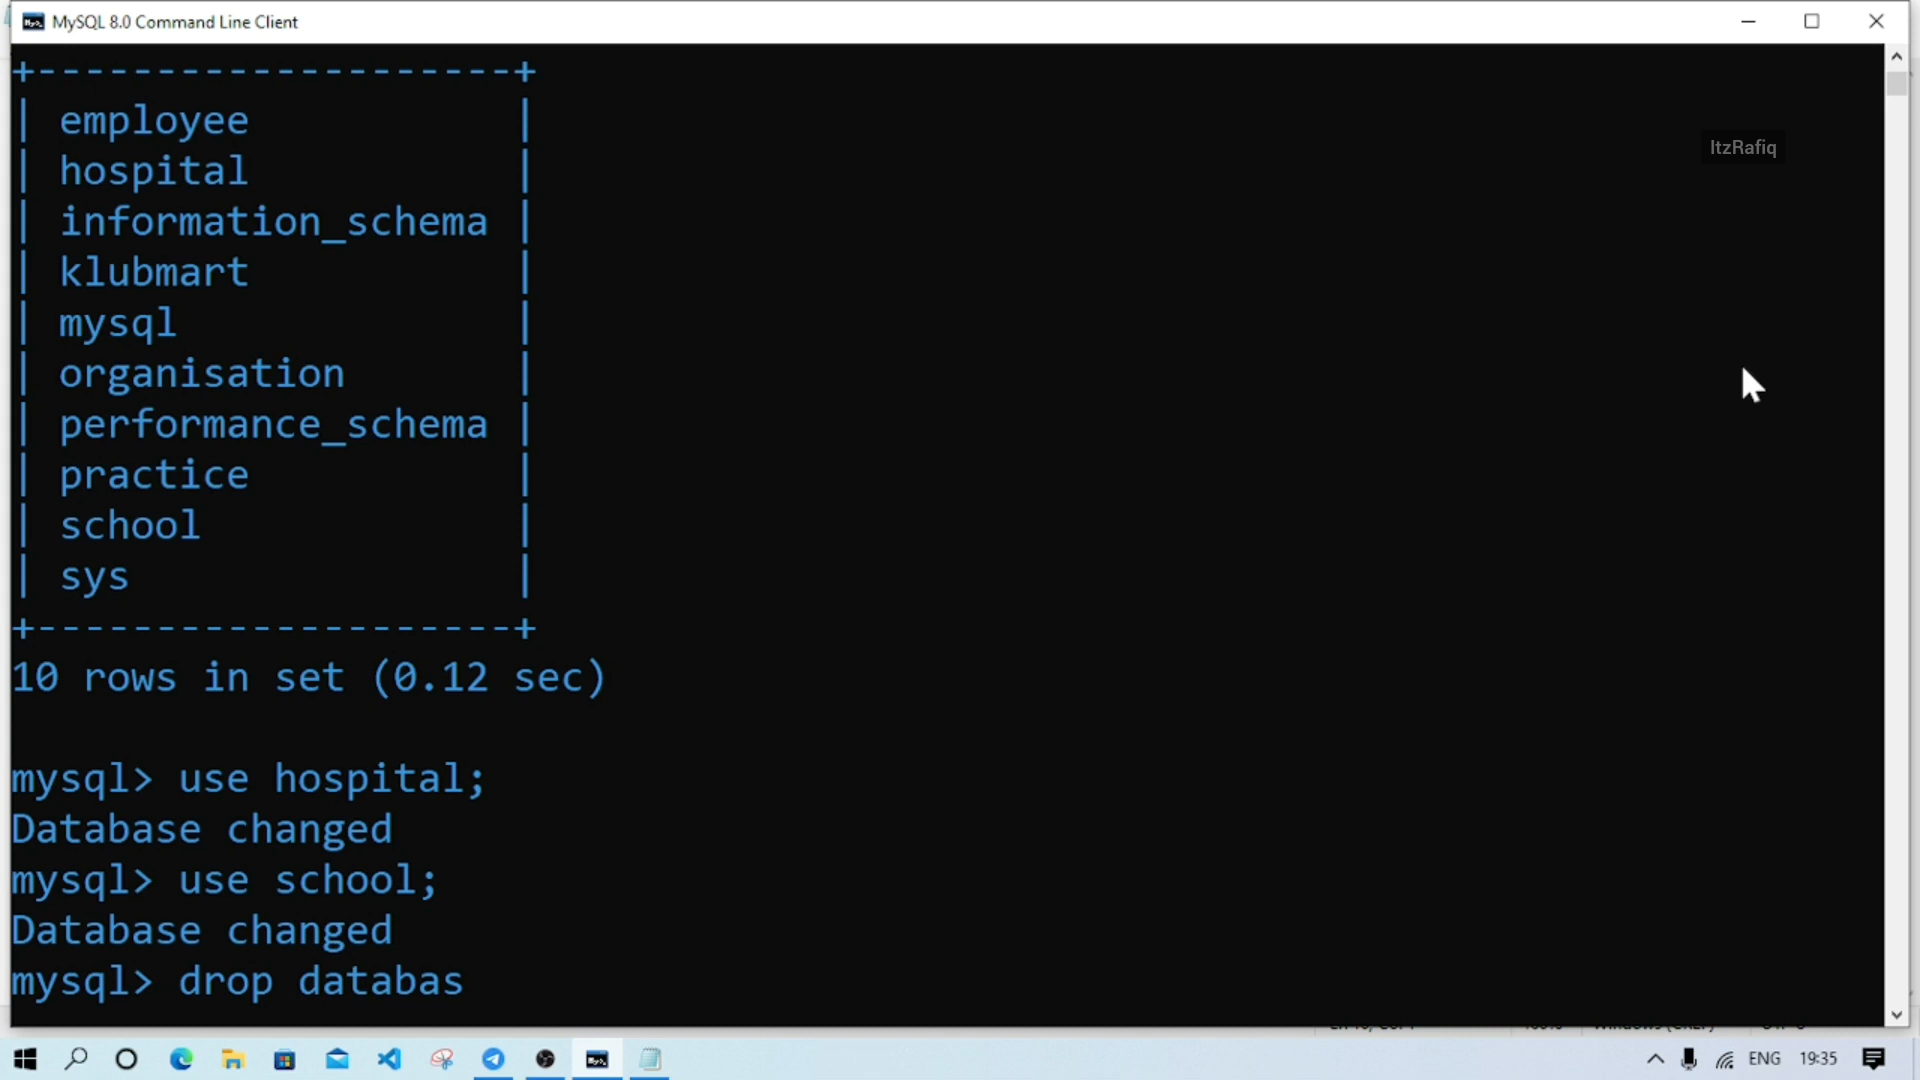 MySQL 8.0 Command Line Client
+--------------------+
| employee |
| hospital |
| information_schema |
| klubmart |
| mysql |
| organisation |
| performance_schema |
| practice |
| school |
| sys |
+--------------------+
10 rows in set (0.12 sec)
mysql> use hospital;
Database changed
mysql> use school;
Database changed
mysql> drop databas
ItzRafiq
ENG 19:35